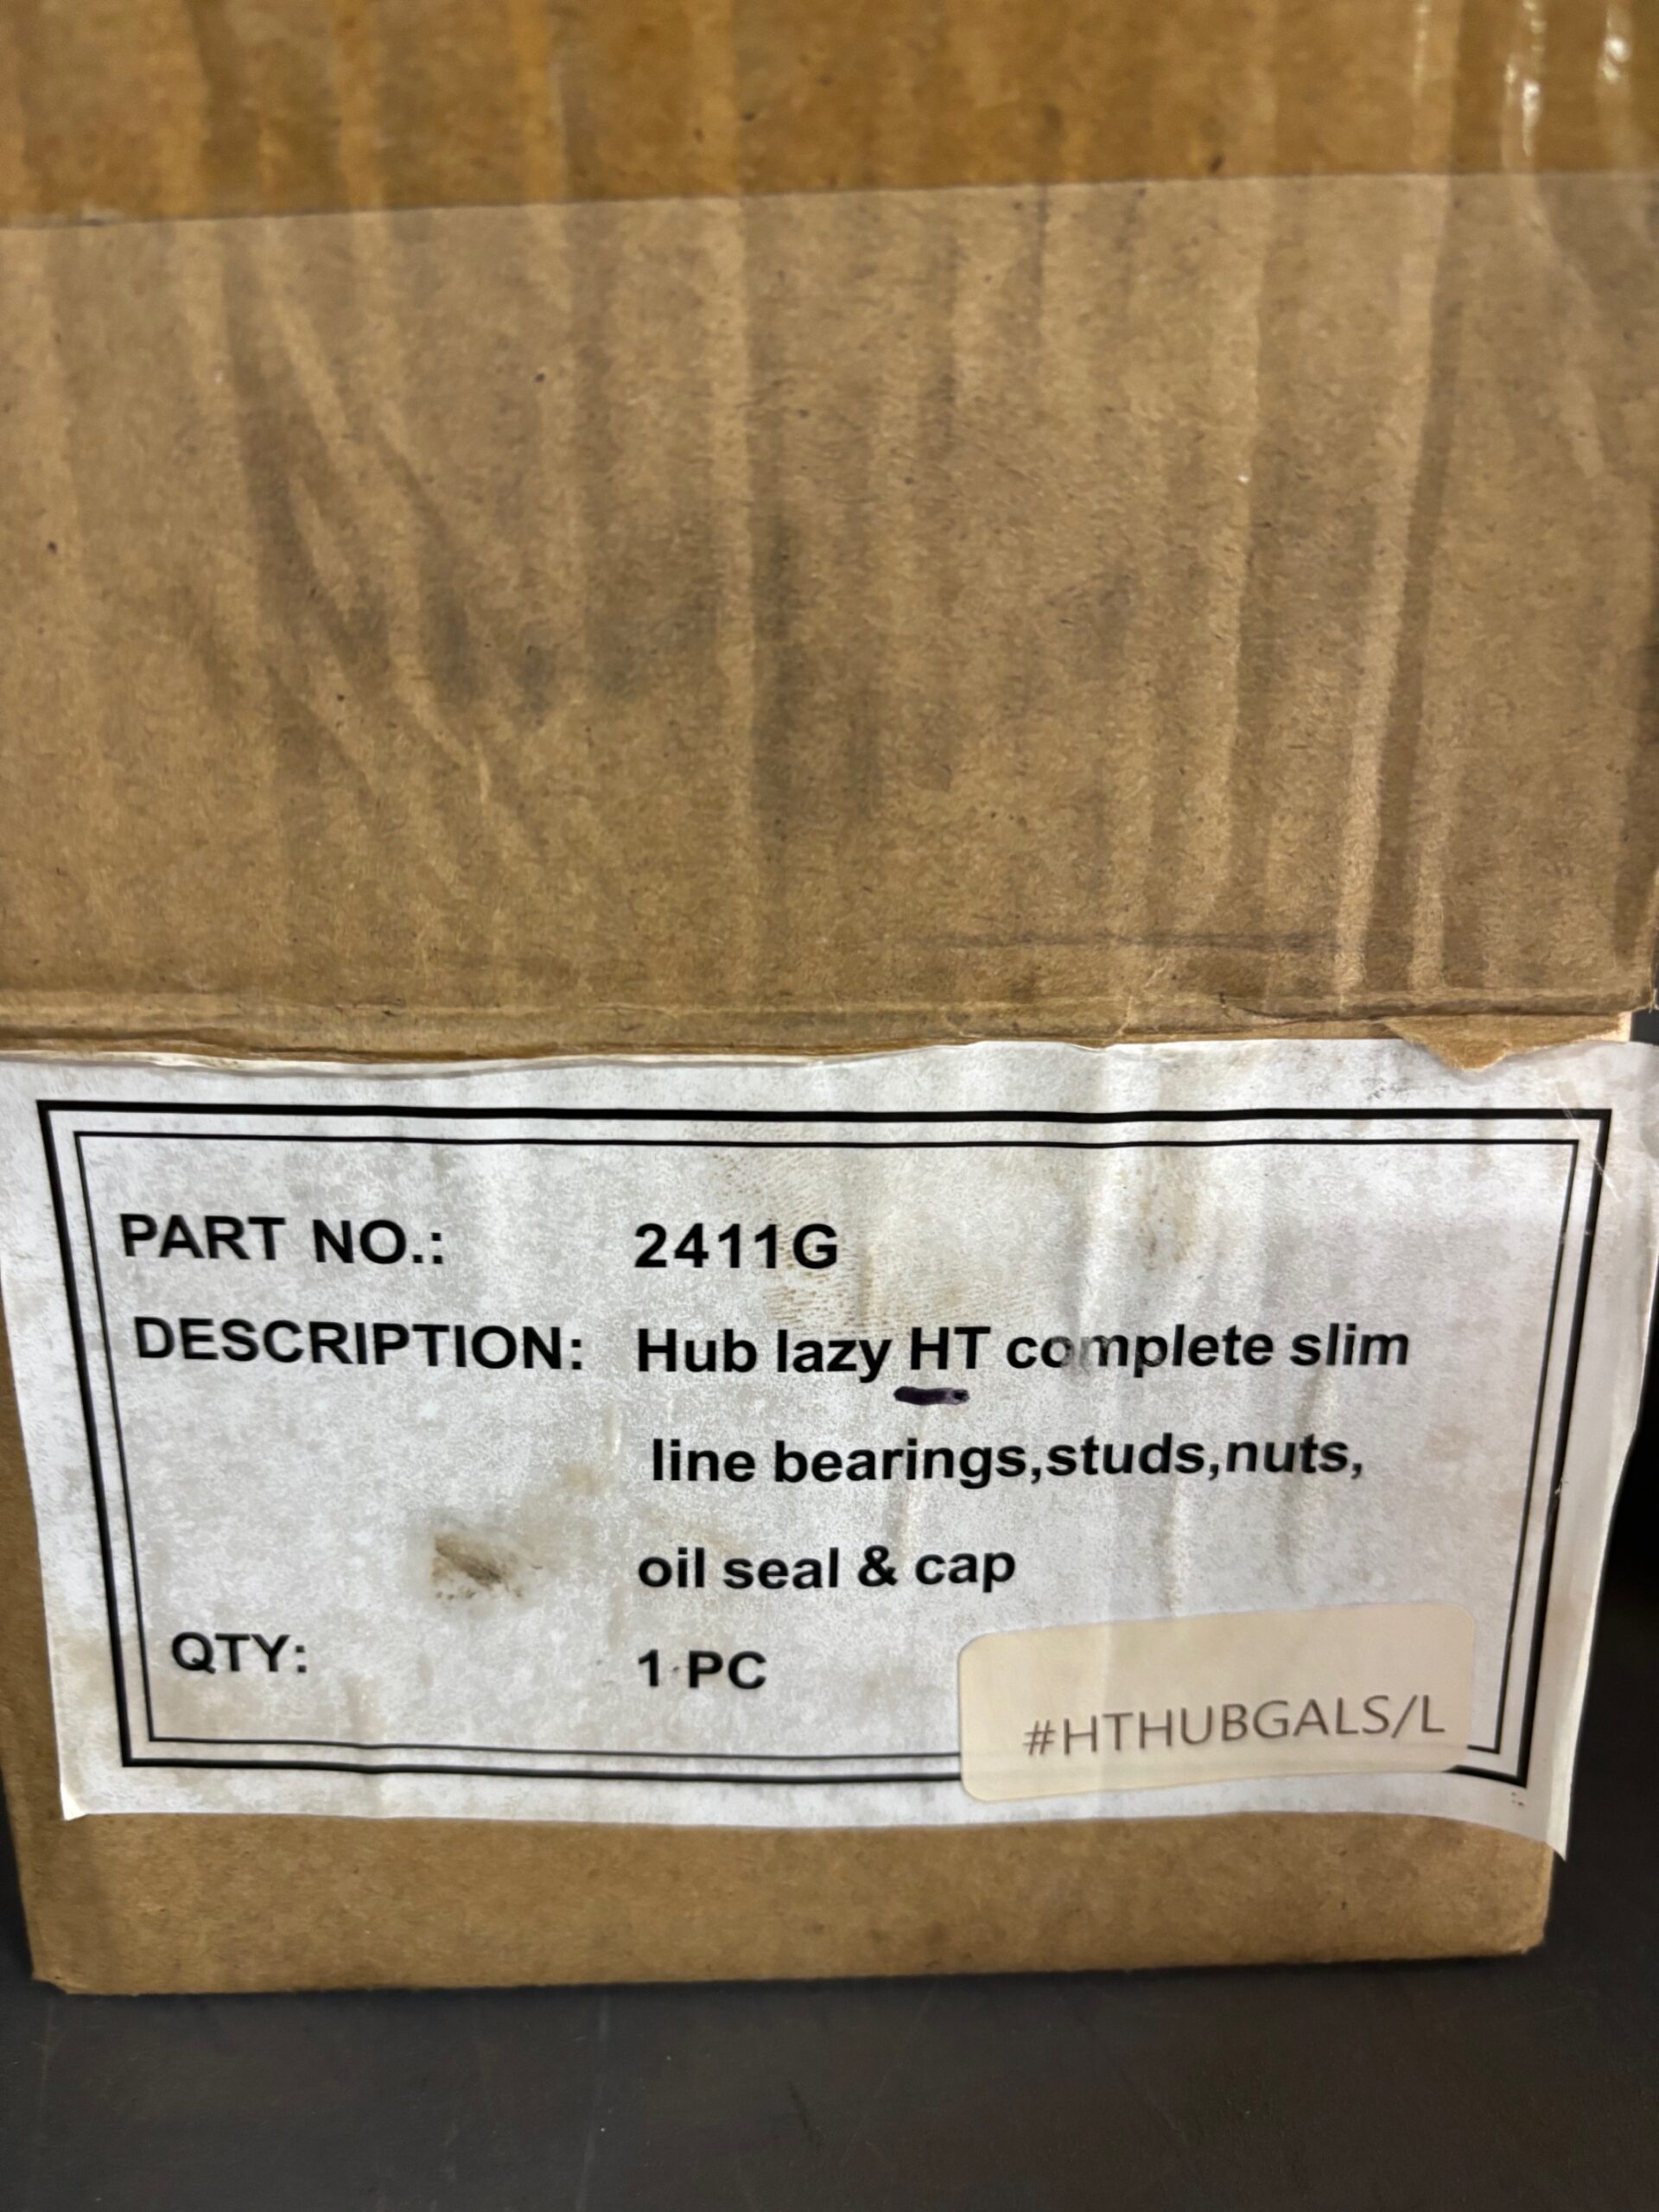 PART NO.: 2411G
DESCRIPTION: Hub lazy HT complete slim
line bearings,studs,nuts,
oil seal & cap
QTY: 1 PC
#HTHUBGALS/L